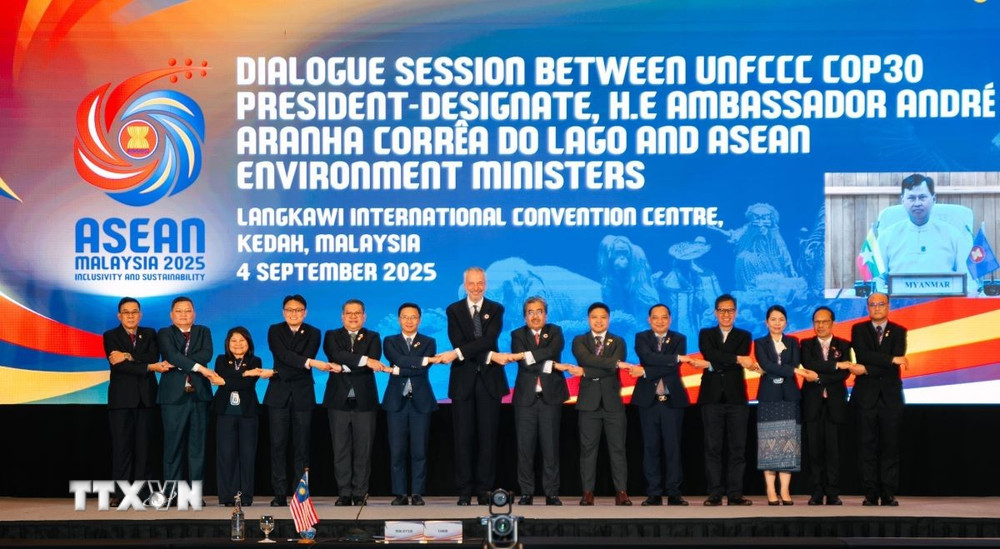 DIALOGUE SESSION BETWEEN UNFCCC COP30
PRESIDENT-DESIGNATE, H.E AMBASSADOR ANDRÉ
ARANHA CORRÊA DO LAGO AND ASEAN
ENVIRONMENT MINISTERS
LANGKAWI INTERNATIONAL CONVENTION CENTRE,
KEDAH, MALAYSIA
4 SEPTEMBER 2025
ASEAN
MALAYSIA 2025
INCLUSIVITY AND SUSTAINABILITY
MYANMAR
TTXVN